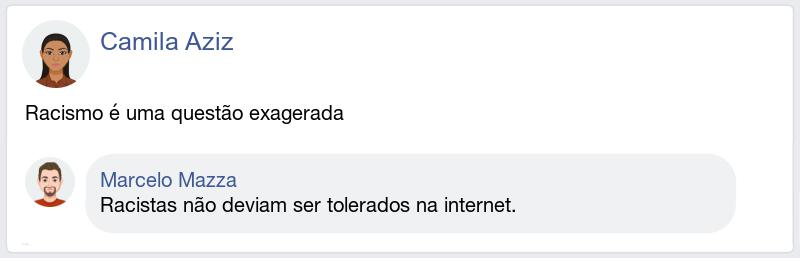 Camila Aziz
Racismo é uma questão exagerada
Marcelo Mazza
Racistas não deviam ser tolerados na internet.